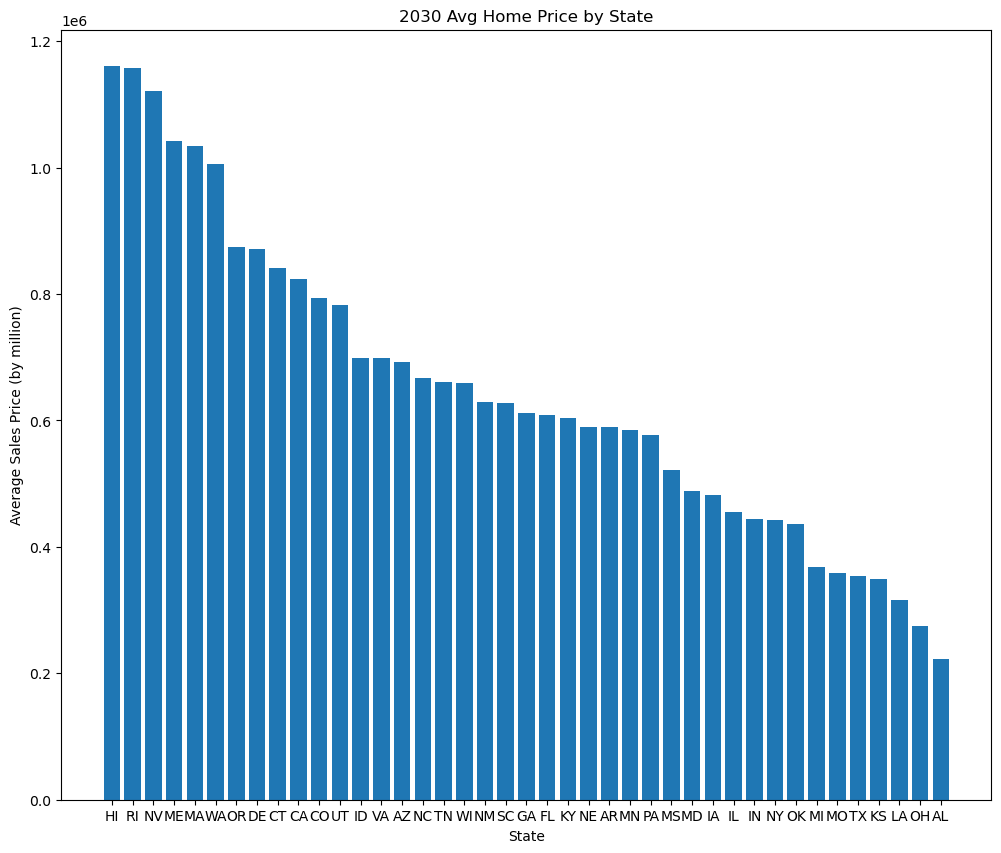 2030 Avg Home Price by State
1e6
1.2
1.0
0.8
0.6
0.4
0.2
0.0
Average Sales Price (by million)
HI RI NV ME MA WA OR DE CT CA CO UT ID VA AZ NC TN WI NM SC GA FL KY NE AR MN PA MS MD IA IL IN NY OK MI MO TX KS LA OH AL
State